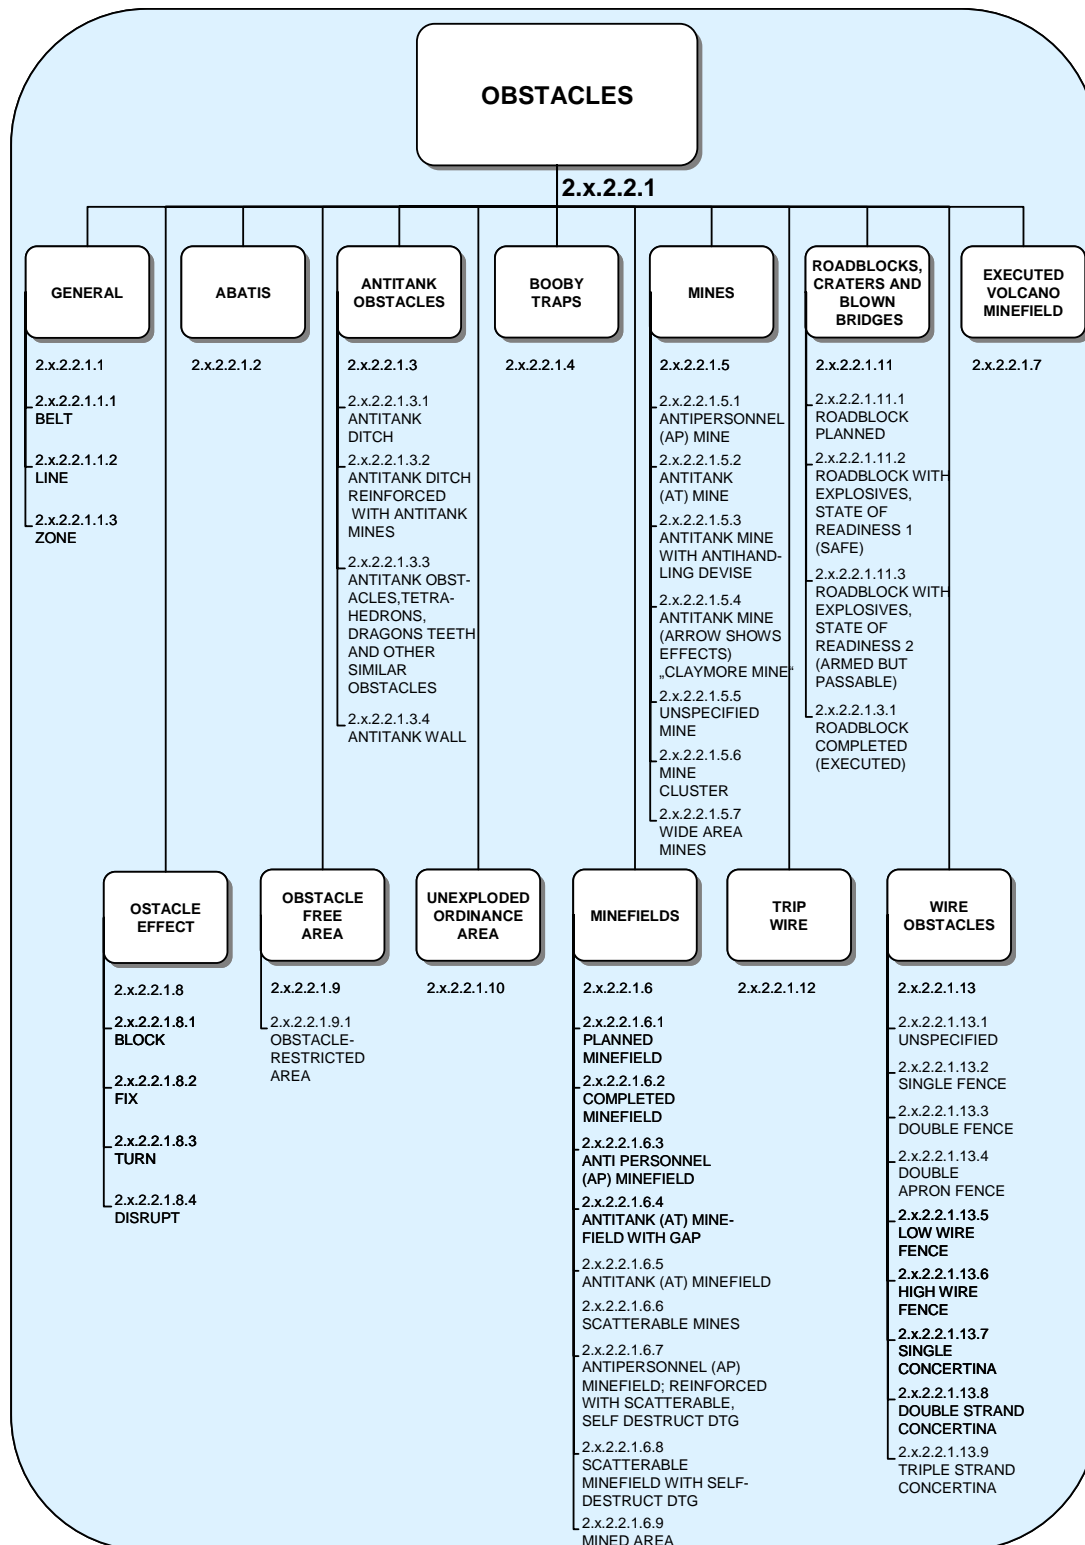 OBSTACLES
2.x.2.2.1
GENERAL
2.x.2.2.1.1
2.x.2.2.1.1.1
BELT
2.x.2.2.1.1.2
LINE
2.x.2.2.1.1.3
ZONE
ABATIS
2.x.2.2.1.2
ANTITANK
OBSTACLES
2.x.2.2.1.3
2.x.2.2.1.3.1
ANTITANK
DITCH
2.x.2.2.1.3.2
ANTITANK DITCH
REINFORCED
WITH ANTITANK
MINES
2.x.2.2.1.3.3
ANTITANK OBST-
ACLES,TETRA-
HEDRONS,
DRAGONS TEETH
AND OTHER
SIMILAR
OBSTACLES
2.x.2.2.1.3.4
ANTITANK WALL
BOOBY
TRAPS
2.x.2.2.1.4
MINES
2.x.2.2.1.5
2.x.2.2.1.5.1
ANTIPERSONNEL
(AP) MINE
2.x.2.2.1.5.2
ANTITANK
(AT) MINE
2.x.2.2.1.5.3
ANTITANK MINE
WITH ANTIHAND-
LING DEVISE
2.x.2.2.1.5.4
ANTITANK MINE
(ARROW SHOWS
EFFECTS)
„CLAYMORE MINE“
2.x.2.2.1.5.5
UNSPECIFIED
MINE
2.x.2.2.1.5.6
MINE
CLUSTER
2.x.2.2.1.5.7
WIDE AREA
MINES
ROADBLOCKS,
CRATERS AND
BLOWN
BRIDGES
2.x.2.2.1.11
2.x.2.2.1.11.1
ROADBLOCK
PLANNED
2.x.2.2.1.11.2
ROADBLOCK WITH
EXPLOSIVES,
STATE OF
READINESS 1
(SAFE)
2.x.2.2.1.11.3
ROADBLOCK WITH
EXPLOSIVES,
STATE OF
READINESS 2
(ARMED BUT
PASSABLE)
2.x.2.2.1.3.1
ROADBLOCK
COMPLETED
(EXECUTED)
EXECUTED
VOLCANO
MINEFIELD
2.x.2.2.1.7
OSTACLE
EFFECT
2.x.2.2.1.8
2.x.2.2.1.8.1
BLOCK
2.x.2.2.1.8.2
FIX
2.x.2.2.1.8.3
TURN
2.x.2.2.1.8.4
DISRUPT
OBSTACLE
FREE
AREA
2.x.2.2.1.9
2.x.2.2.1.9.1
OBSTACLE-
RESTRICTED
AREA
UNEXPLODED
ORDINANCE
AREA
2.x.2.2.1.10
MINEFIELDS
2.x.2.2.1.6
2.x.2.2.1.6.1
PLANNED
MINEFIELD
2.x.2.2.1.6.2
COMPLETED
MINEFIELD
2.x.2.2.1.6.3
ANTI PERSONNEL
(AP) MINEFIELD
2.x.2.2.1.6.4
ANTITANK (AT) MINE-
FIELD WITH GAP
2.x.2.2.1.6.5
ANTITANK (AT) MINEFIELD
2.x.2.2.1.6.6
SCATTERABLE MINES
2.x.2.2.1.6.7
ANTIPERSONNEL (AP)
MINEFIELD; REINFORCED
WITH SCATTERABLE,
SELF DESTRUCT DTG
2.x.2.2.1.6.8
SCATTERABLE
MINEFIELD WITH SELF-
DESTRUCT DTG
2.x.2.2.1.6.9
MINED AREA
TRIP
WIRE
2.x.2.2.1.12
WIRE
OBSTACLES
2.x.2.2.1.13
2.x.2.2.1.13.1
UNSPECIFIED
2.x.2.2.1.13.2
SINGLE FENCE
2.x.2.2.1.13.3
DOUBLE FENCE
2.x.2.2.1.13.4
DOUBLE
APRON FENCE
2.x.2.2.1.13.5
LOW WIRE
FENCE
2.x.2.2.1.13.6
HIGH WIRE
FENCE
2.x.2.2.1.13.7
SINGLE
CONCERTINA
2.x.2.2.1.13.8
DOUBLE STRAND
CONCERTINA
2.x.2.2.1.13.9
TRIPLE STRAND
CONCERTINA